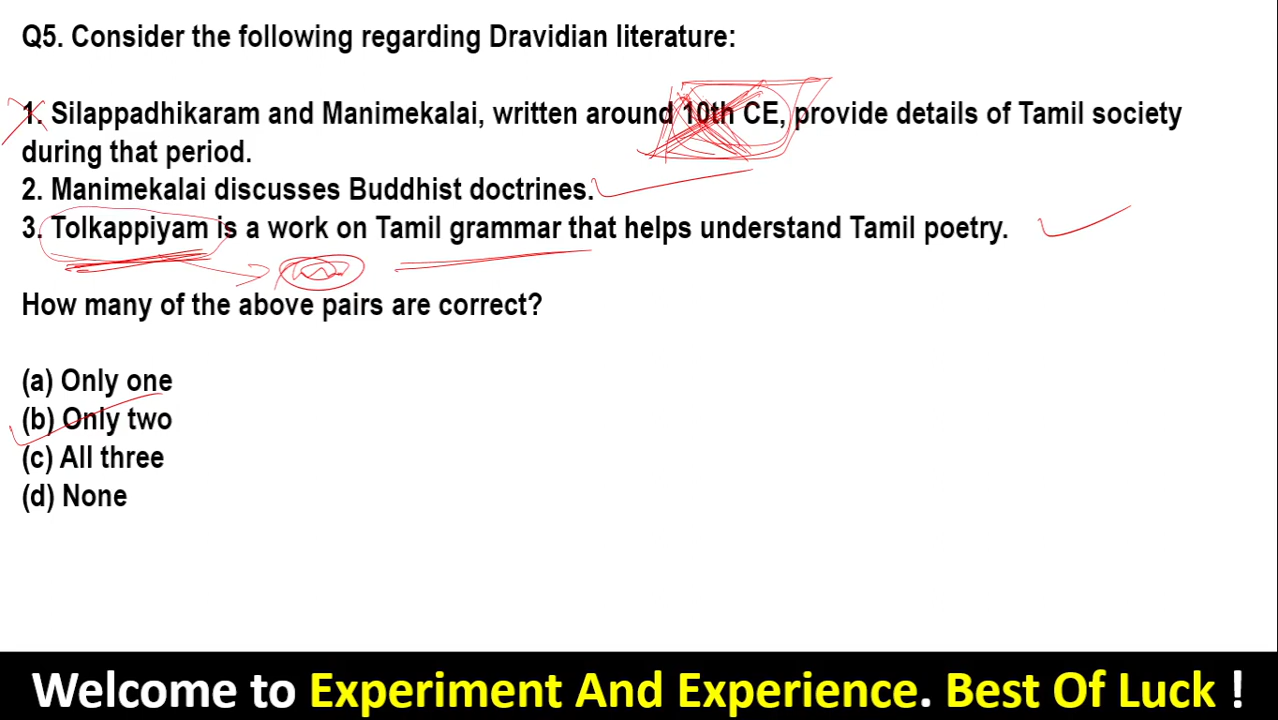 Q5. Consider the following regarding Dravidian literature:
1. Silappadhikaram and Manimekalai, written around 10th CE, provide details of Tamil society
during that period.
2. Manimekalai discusses Buddhist doctrines.
3. Tolkappiyam is a work on Tamil grammar that helps understand Tamil poetry.
How many of the above pairs are correct?
(a) Only one
(b) Only two
(c) All three
(d) None
Welcome to Experiment And Experience. Best Of Luck !